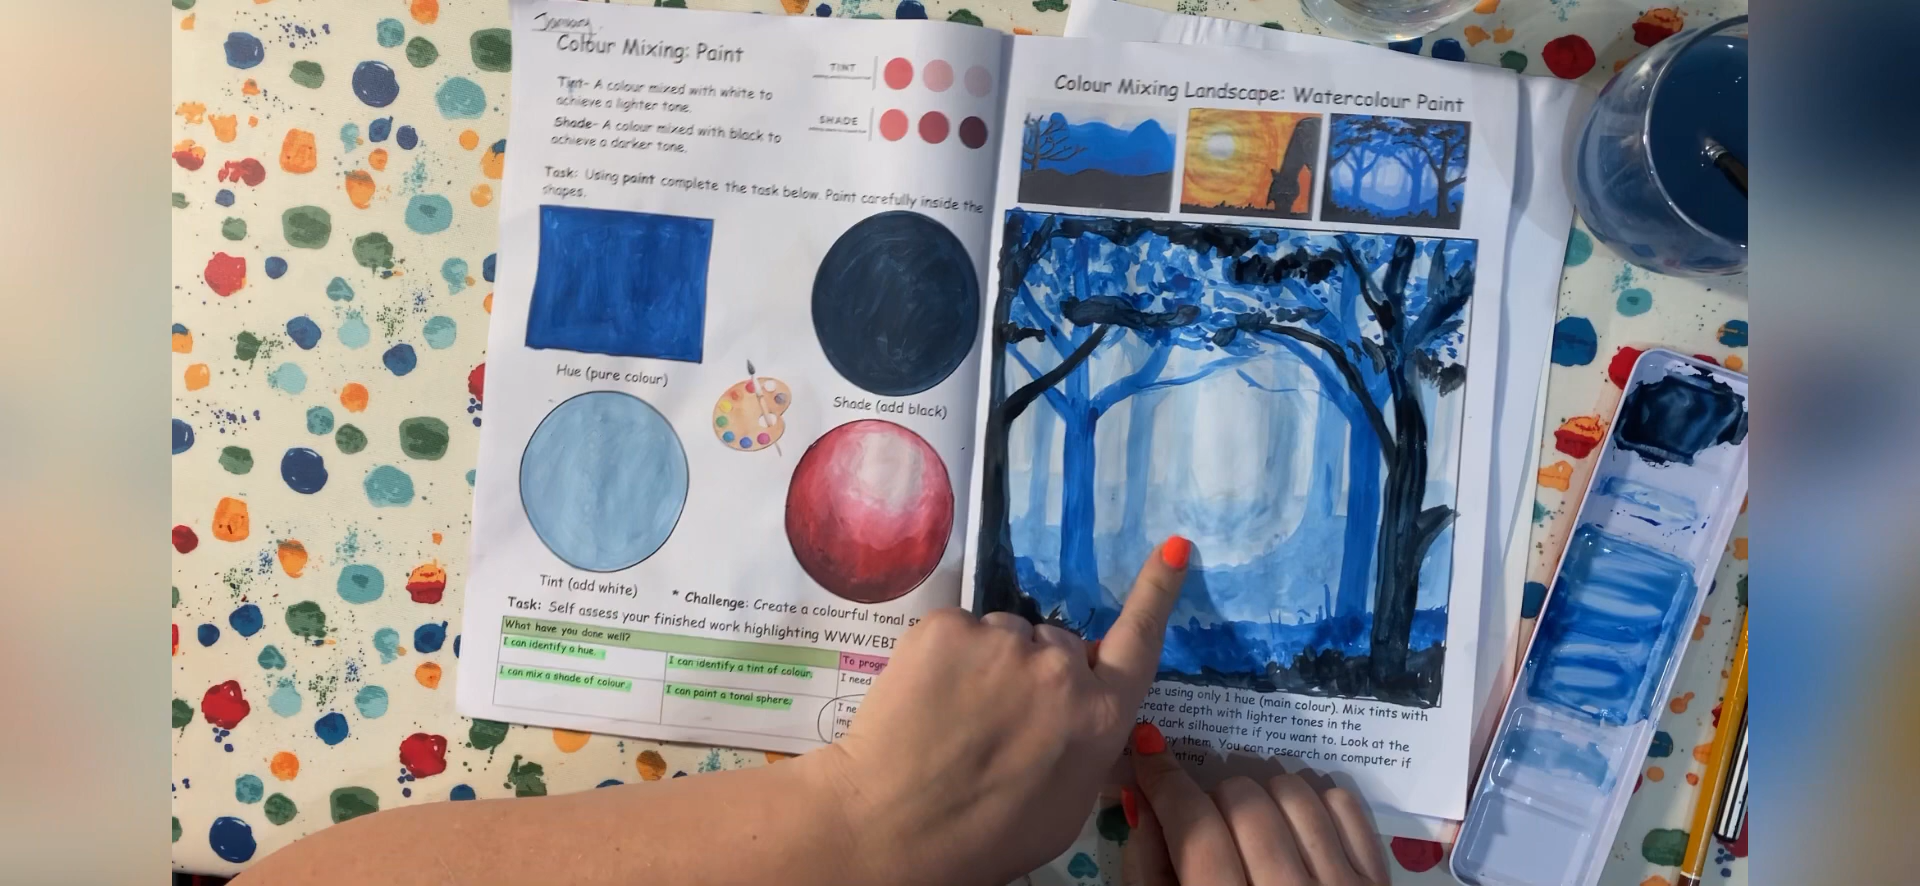 January
Colour Mixing: Paint
Tint- A colour mixed with white to
achieve a lighter tone.
Shade- A colour mixed with black to
achieve a darker tone.
TINT
SHADE
Task: Using paint complete the task below. Paint carefully inside the
shapes.
Hue (pure colour)
Shade (add black)
Tint (add white)
* Challenge: Create a colourful tonal
Task: Self assess your finished work highlighting WWW/EBI
What have you done well?
I can identify a hue.
I can identify a tint of colour.
I can mix a shade of colour.
I can paint a tonal sphere.
To
I need
I
Colour Mixing Landscape: Watercolour Paint
using only 1 hue (main colour). Mix tints with
create depth with lighter tones in the
/ dark silhouette if you want to. Look at the
them. You can research on computer if